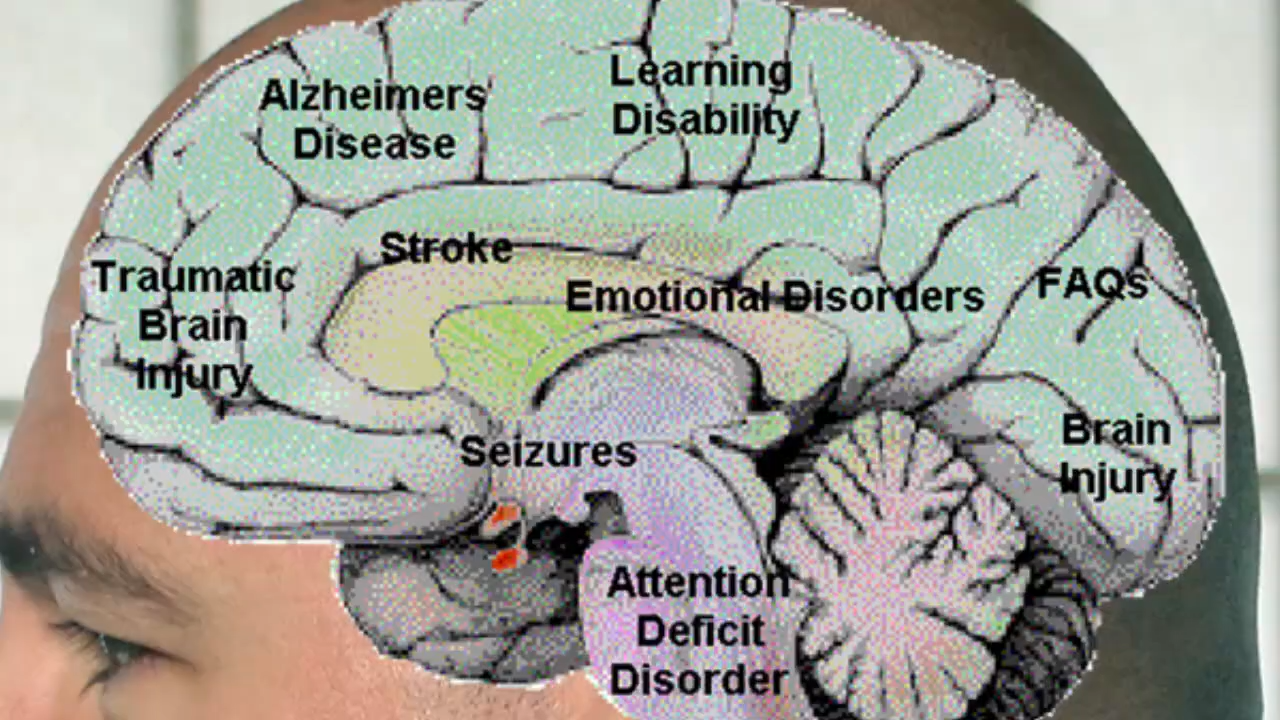 Alzheimers
Disease
Learning
Disability
Stroke
Traumatic
Brain
Injury
Emotional Disorders
FAQs
Seizures
Brain
Injury
Attention
Deficit
Disorder